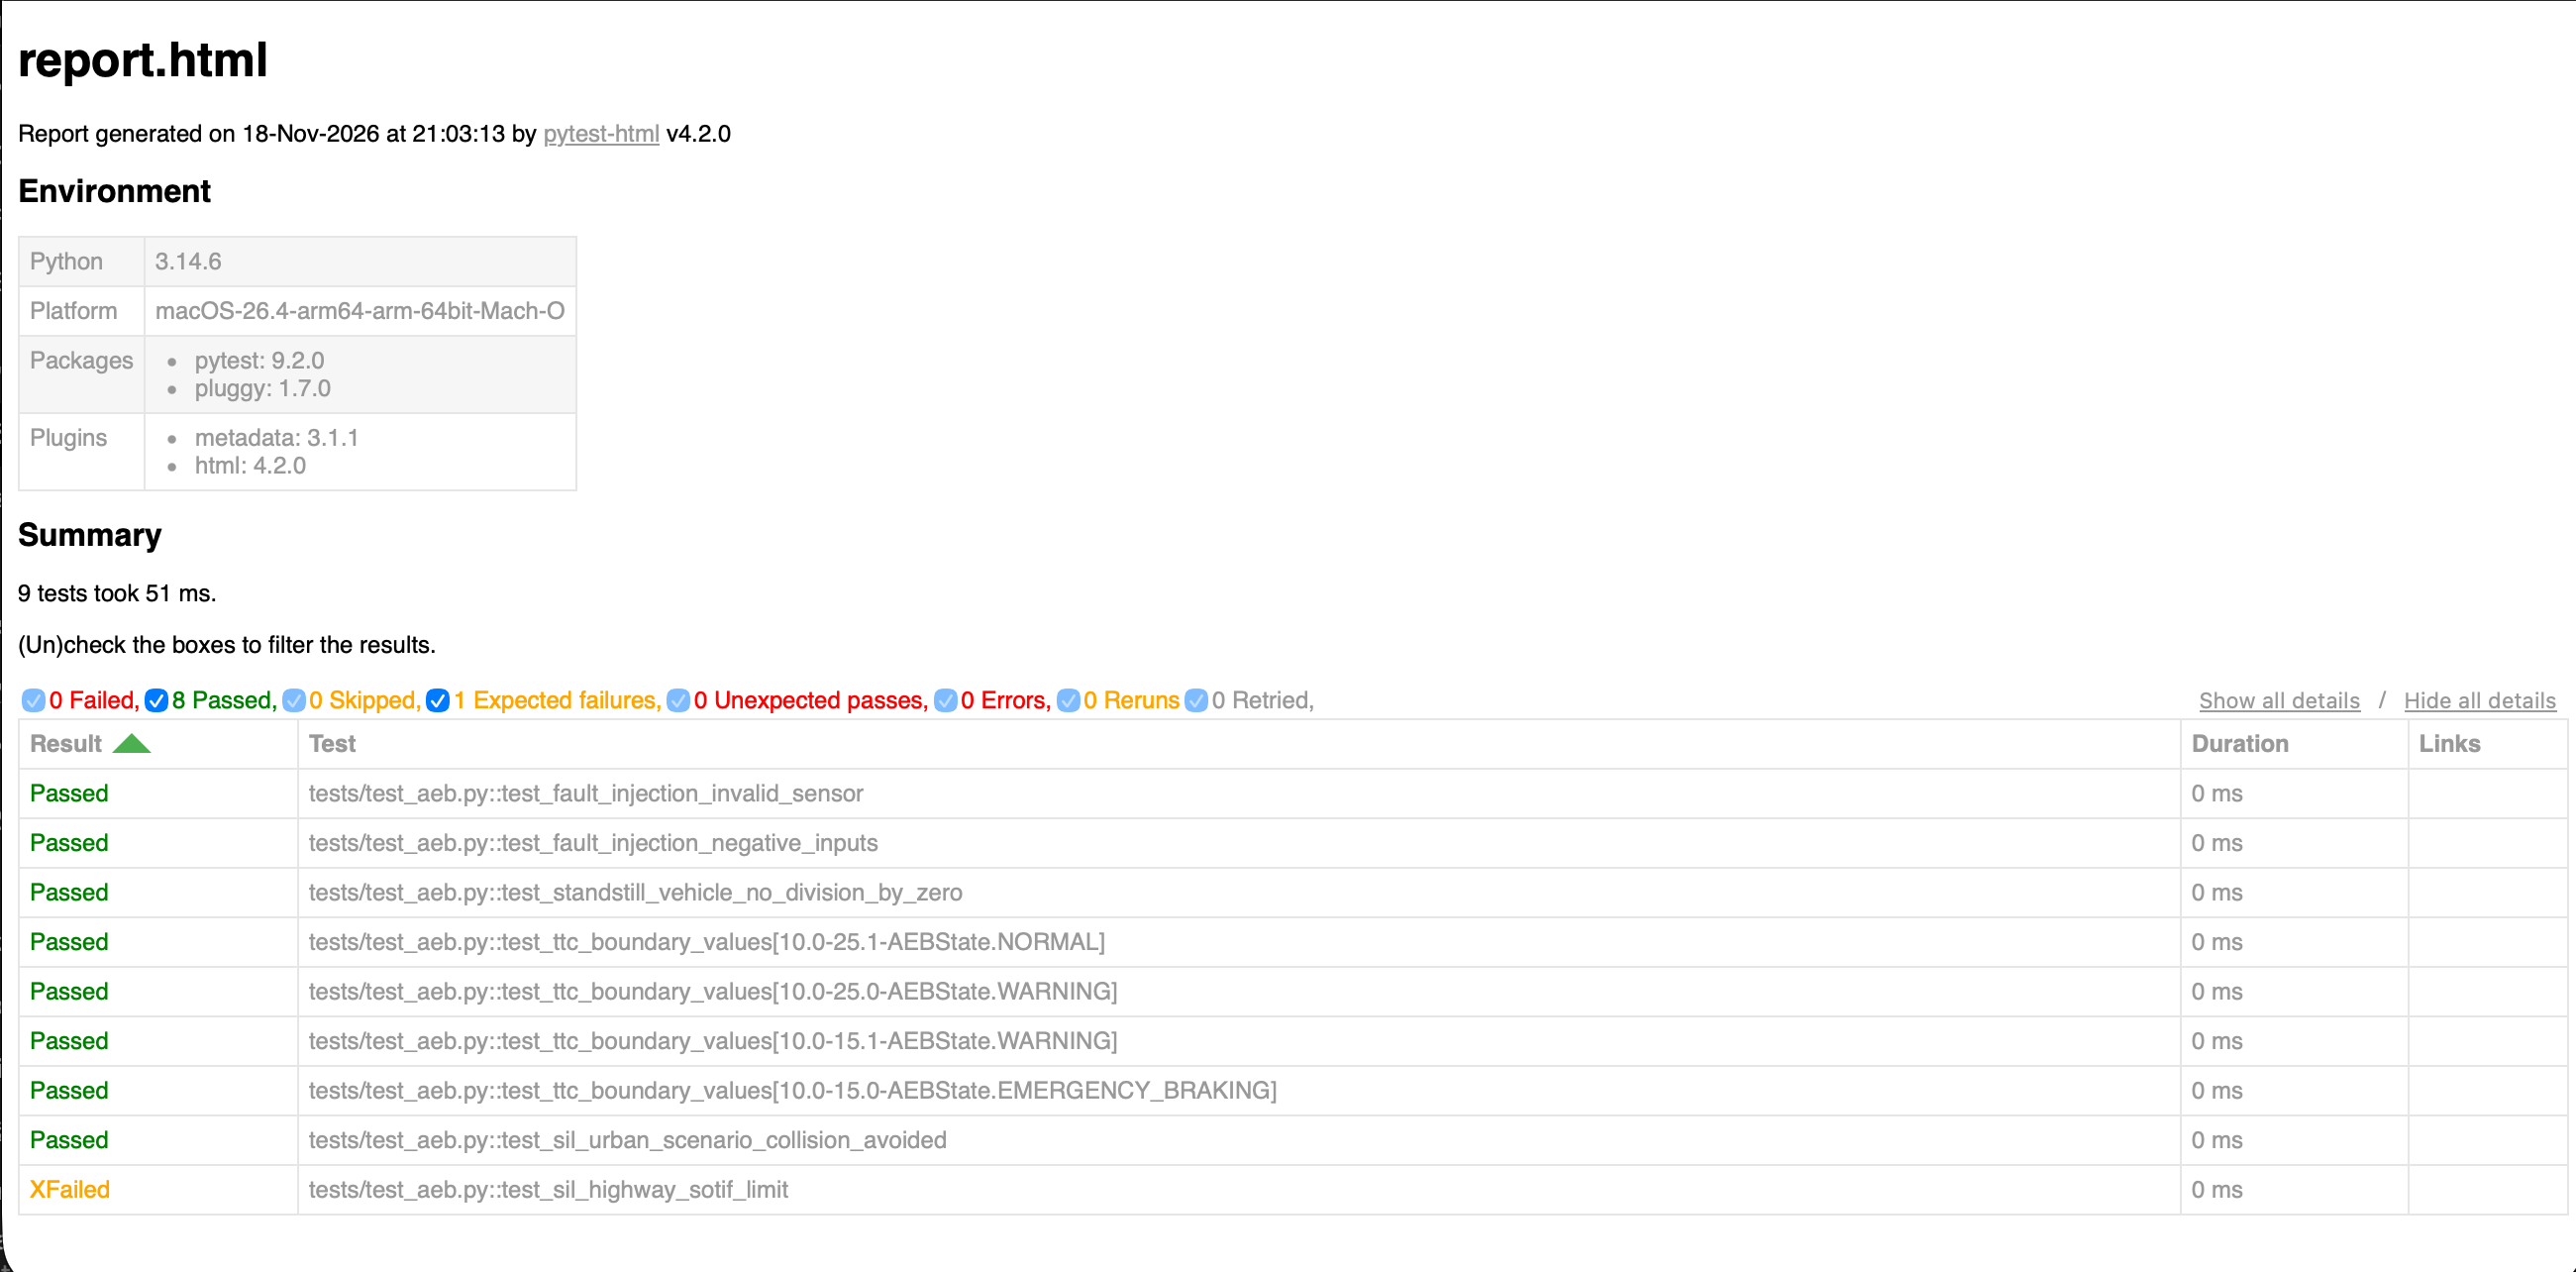 report.html
Report generated on 18-Nov-2026 at 21:03:13 by pytest-html v4.2.0
Environment
Python 3.14.6
Platform macOS-26.4-arm64-arm-64bit-Mach-O
Packages
• pytest: 9.2.0
• pluggy: 1.7.0
Plugins
• metadata: 3.1.1
• html: 4.2.0
Summary
9 tests took 51 ms.
(Un)check the boxes to filter the results.
0 Failed, 8 Passed, 0 Skipped, 1 Expected failures, 0 Unexpected passes, 0 Errors, 0 Reruns 0 Retried, Show all details / Hide all details
Result Test Duration Links
Passed tests/test_aeb.py::test_fault_injection_invalid_sensor 0 ms
Passed tests/test_aeb.py::test_fault_injection_negative_inputs 0 ms
Passed tests/test_aeb.py::test_standstill_vehicle_no_division_by_zero 0 ms
Passed tests/test_aeb.py::test_ttc_boundary_values[10.0-25.1-AEBState.NORMAL] 0 ms
Passed tests/test_aeb.py::test_ttc_boundary_values[10.0-25.0-AEBState.WARNING] 0 ms
Passed tests/test_aeb.py::test_ttc_boundary_values[10.0-15.1-AEBState.WARNING] 0 ms
Passed tests/test_aeb.py::test_ttc_boundary_values[10.0-15.0-AEBState.EMERGENCY_BRAKING] 0 ms
Passed tests/test_aeb.py::test_sil_urban_scenario_collision_avoided 0 ms
XFailed tests/test_aeb.py::test_sil_highway_sotif_limit 0 ms